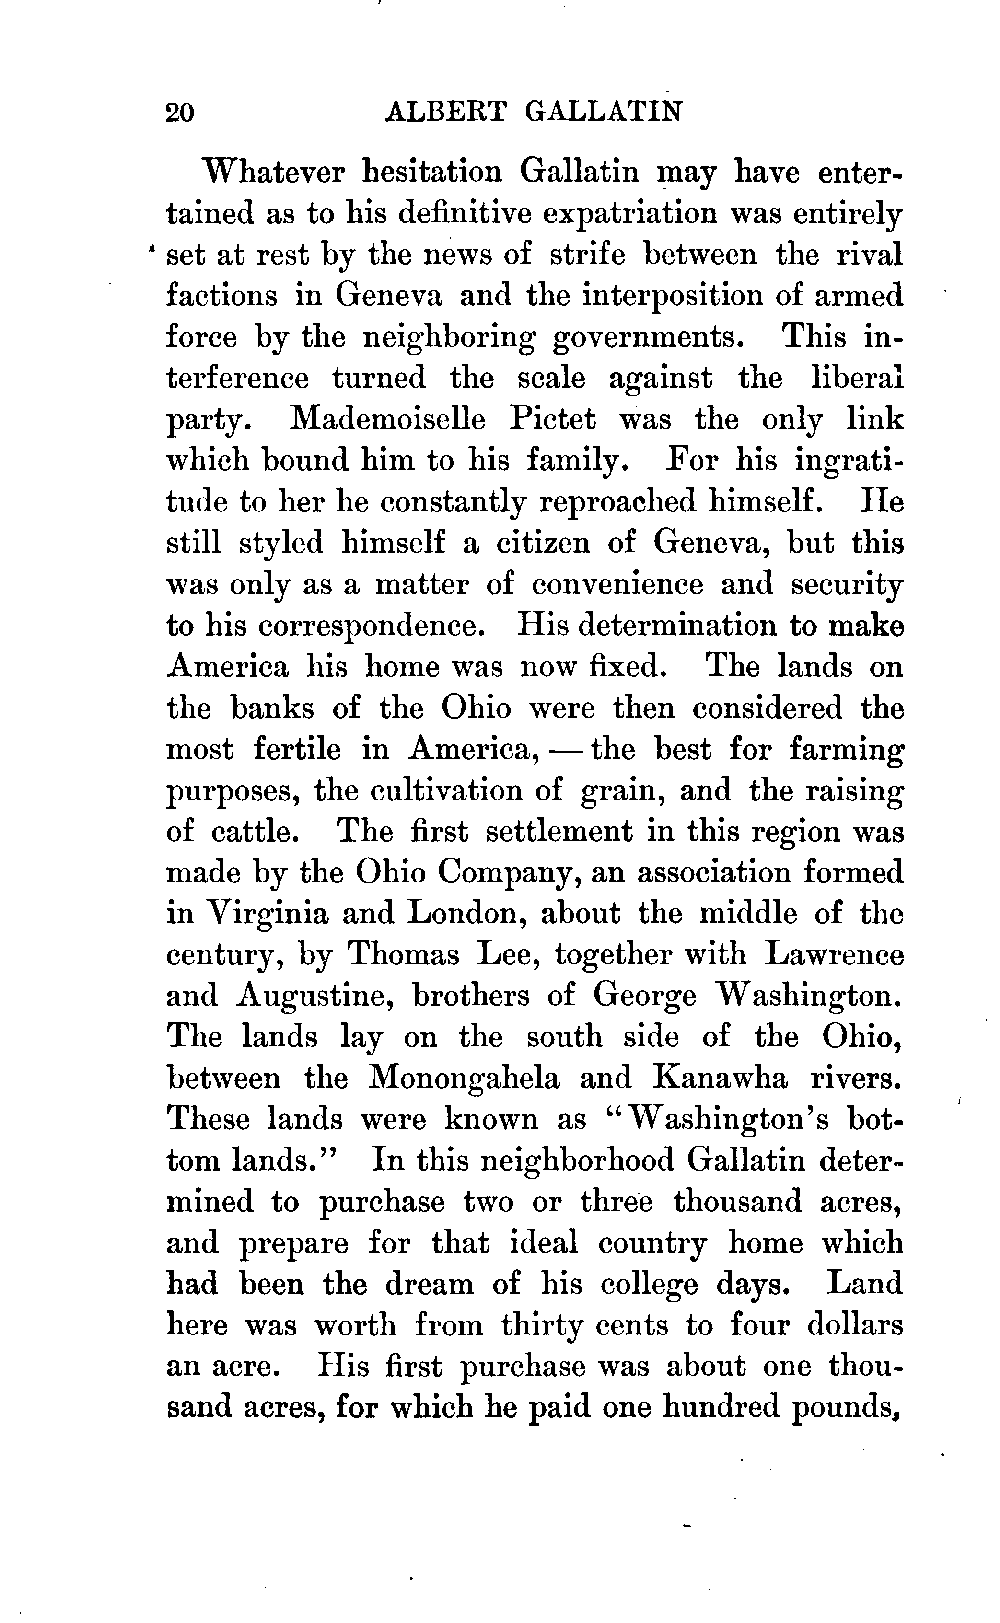 20 ALBERT GALLATIN
Whatever hesitation Gallatin may have enter-
tained as to his definitive expatriation was entirely
set at rest by the news of strife between the rival
factions in Geneva and the interposition of armed
force by the neighboring governments. This in-
terference turned the scale against the liberal
party. Mademoiselle Pictet was the only link
which bound him to his family. For his ingrati-
tude to her he constantly reproached himself. He
still styled himself a citizen of Geneva, but this
was only as a matter of convenience and security
to his correspondence. His determination to make
America his home was now fixed. The lands on
the banks of the Ohio were then considered the
most fertile in America, — the best for farming
purposes, the cultivation of grain, and the raising
of cattle. The first settlement in this region was
made by the Ohio Company, an association formed
in Virginia and London, about the middle of the
century, by Thomas Lee, together with Lawrence
and Augustine, brothers of George Washington.
The lands lay on the south side of the Ohio,
between the Monongahela and Kanawha rivers.
These lands were known as "Washington's bot-
tom lands." In this neighborhood Gallatin deter-
mined to purchase two or three thousand acres,
and prepare for that ideal country home which
had been the dream of his college days. Land
here was worth from thirty cents to four dollars
an acre. His first purchase was about one thou-
sand acres, for which he paid one hundred pounds,